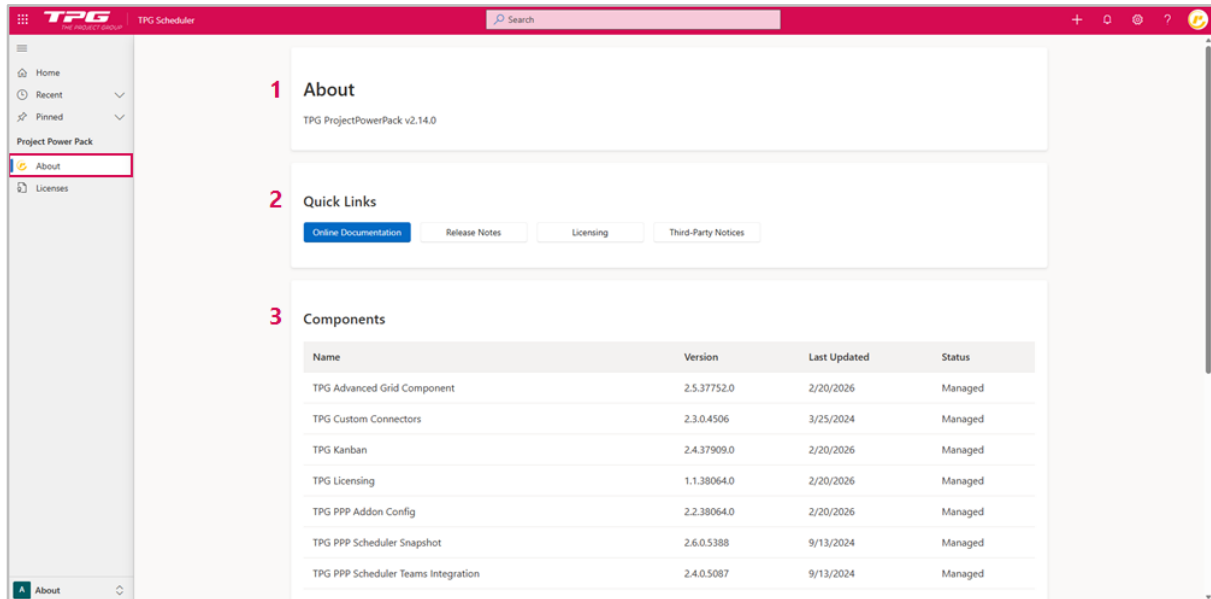 TPG
THE PROJECT GROUP
TPG Scheduler
Search
Home
Recent
Pinned
Project Power Pack
About
Licenses
1
About
TPG ProjectPowerPack v2.14.0
2
Quick Links
Online Documentation Release Notes Licensing Third-Party Notices
3
Components
Name Version Last Updated Status
TPG Advanced Grid Component 2.5.37752.0 2/20/2026 Managed
TPG Custom Connectors 2.3.0.4506 3/25/2024 Managed
TPG Kanban 2.4.37909.0 2/20/2026 Managed
TPG Licensing 1.1.38064.0 2/20/2026 Managed
TPG PPP Addon Config 2.2.38064.0 2/20/2026 Managed
TPG PPP Scheduler Snapshot 2.6.0.5388 9/13/2024 Managed
TPG PPP Scheduler Teams Integration 2.4.0.5087 9/13/2024 Managed
A About